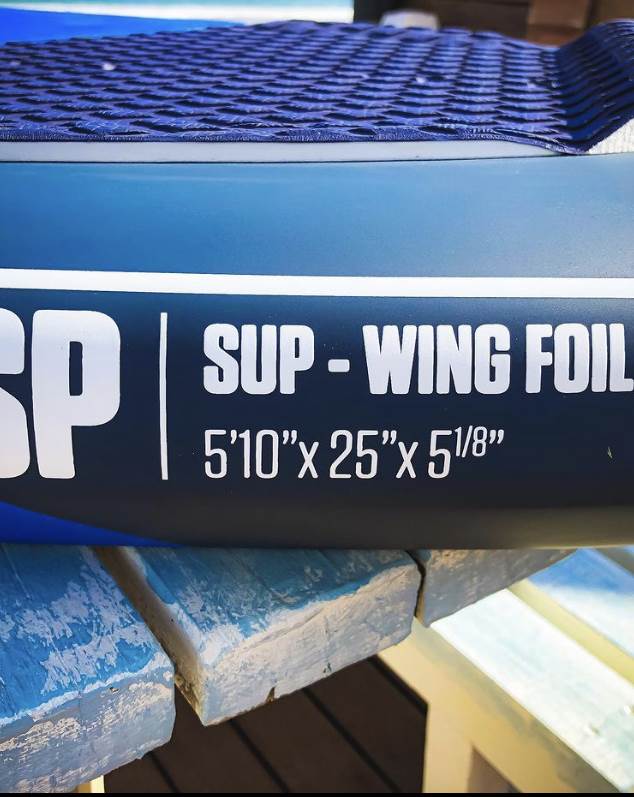 SP
SUP - WING FOIL
5'10"x 25"x 5 1/8"